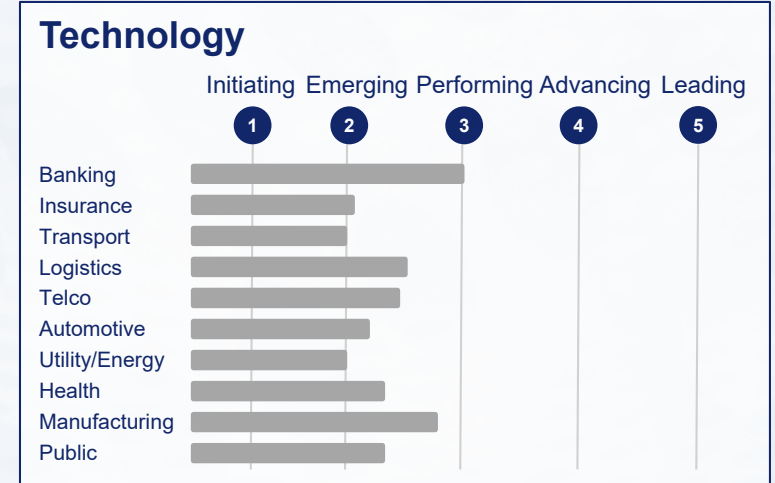 Technology
Initiating Emerging Performing Advancing Leading
1 2 3 4 5
Banking
Insurance
Transport
Logistics
Telco
Automotive
Utility/Energy
Health
Manufacturing
Public